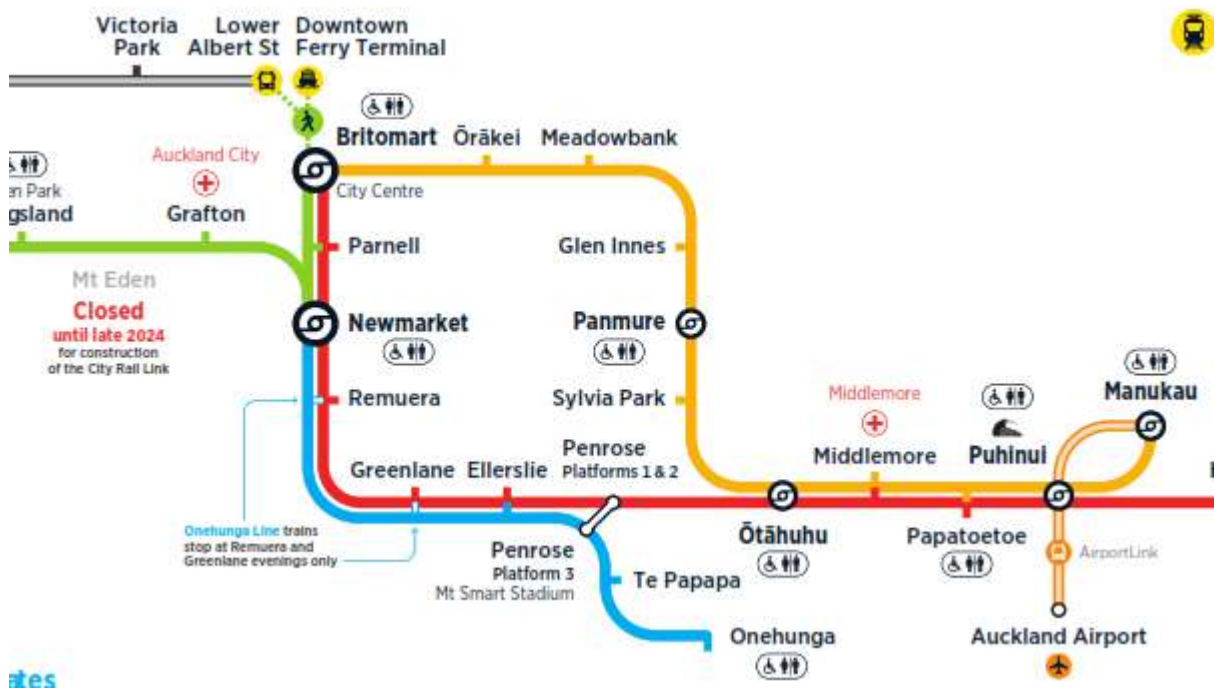 Victoria
Park
Lower
Albert St
Downtown
Ferry Terminal
Britomart
Ōrākei
Meadowbank
City Centre
Auckland City
Grafton
en Park
gsland
Parnell
Glen Innes
Mt Eden
Closed
until late 2024
for construction
of the City Rail Link
Newmarket
Panmure
Remuera
Sylvia Park
Middlemore
Middlemore
Manukau
Puhinui
Greenlane
Ellerslie
Penrose
Platforms 1 & 2
Onehunga Line trains
stop at Remuera and
Greenlane evenings only
Penrose
Platform 3
Mt Smart Stadium
Ōtāhuhu
Papatoetoe
AirportLink
Te Papapa
Onehunga
Auckland Airport